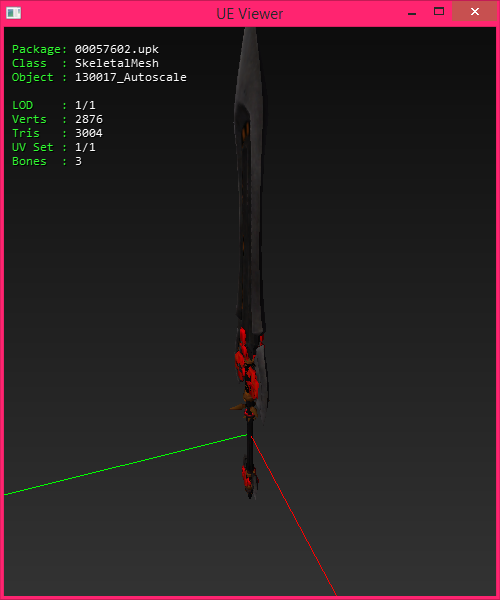 UE Viewer
Package: 00057602.upk
Class  : SkeletalMesh
Object : 130017_Autoscale
LOD    : 1/1
Verts  : 2876
Tris   : 3004
UV Set : 1/1
Bones  : 3